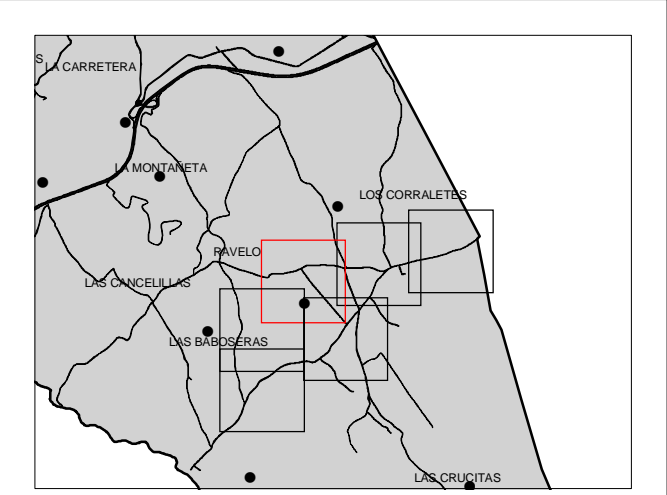 S
LA CARRETERA
LA MONTAÑETA
LOS CORRALETES
RAVELO
LAS CANCELILLAS
LAS BABOSERAS
LAS CRUCITAS